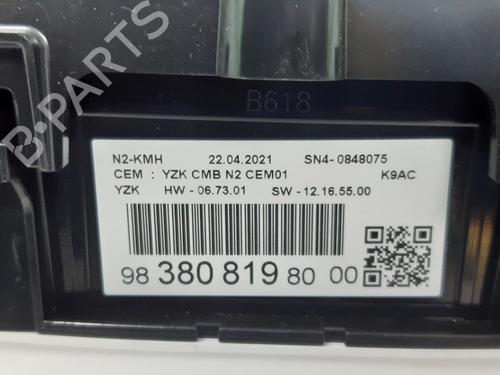 B-PARTS
B618
N2-KMH 22.04.2021 SN4- 0848075
CEM : YZK CMB N2 CEM01 K9AC
YZK HW - 06.73.01 SW - 12.16.55.00
98 380 819 80 00